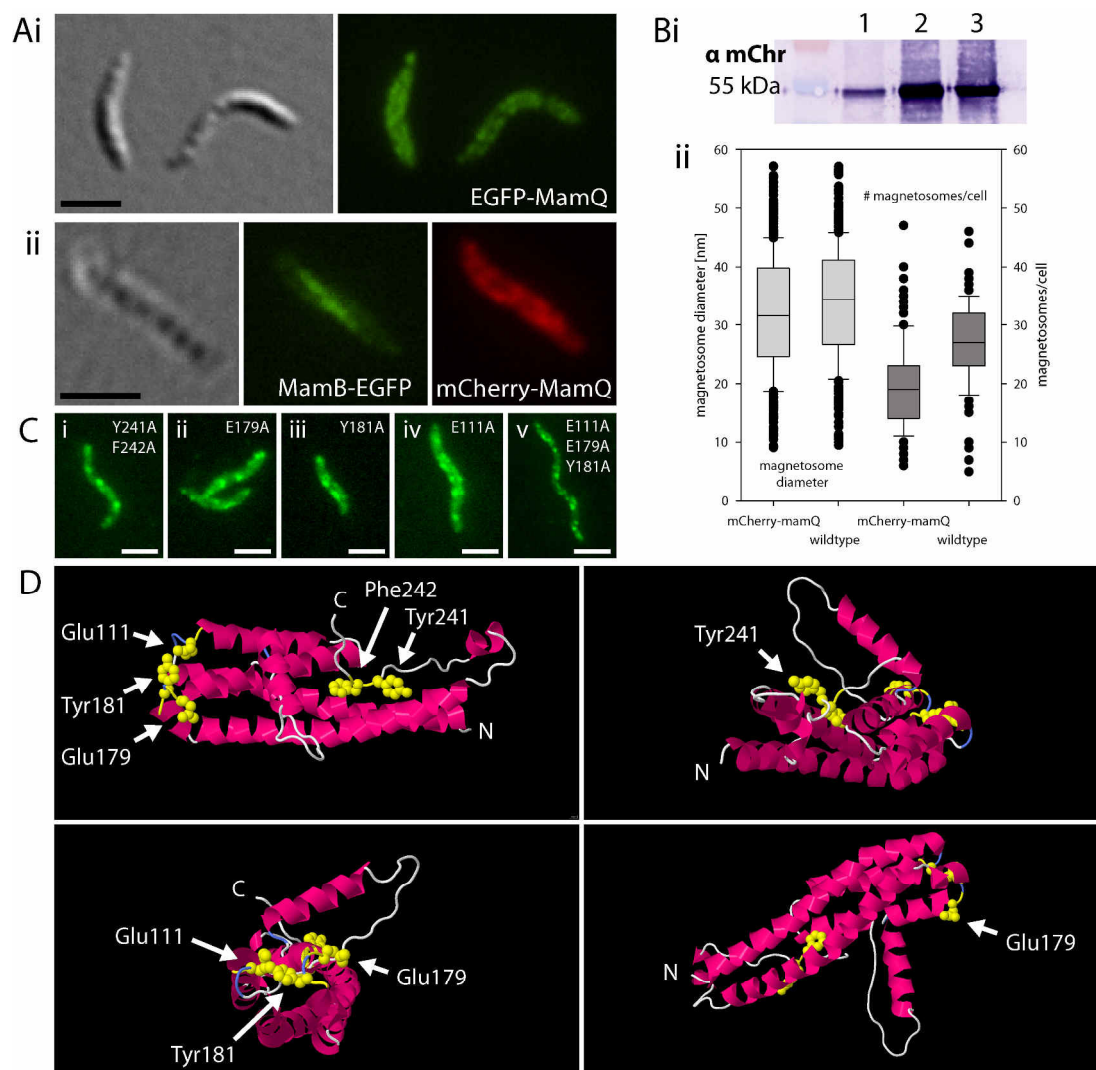 Ai
EGFP-MamQ
ii
MamB-EGFP
mCherry-MamQ
Bi
1 2 3
α mChr
55 kDa
ii
60
50
40
30
20
10
0
magnetosome diameter [nm]
# magnetosomes/cell
magnetosome
diameter
60
50
40
30
20
10
0
magnetosomes/cell
mCherry-mamQ
wildtype
mCherry-mamQ
wildtype
C
i
Y241A
F242A
ii
E179A
iii
Y181A
iv
E111A
v
E111A
E179A
Y181A
D
Glu111
Tyr181
Glu179
C
Phe242
Tyr241
N
Tyr241
N
C
Glu111
Glu179
Tyr181
N
Glu179